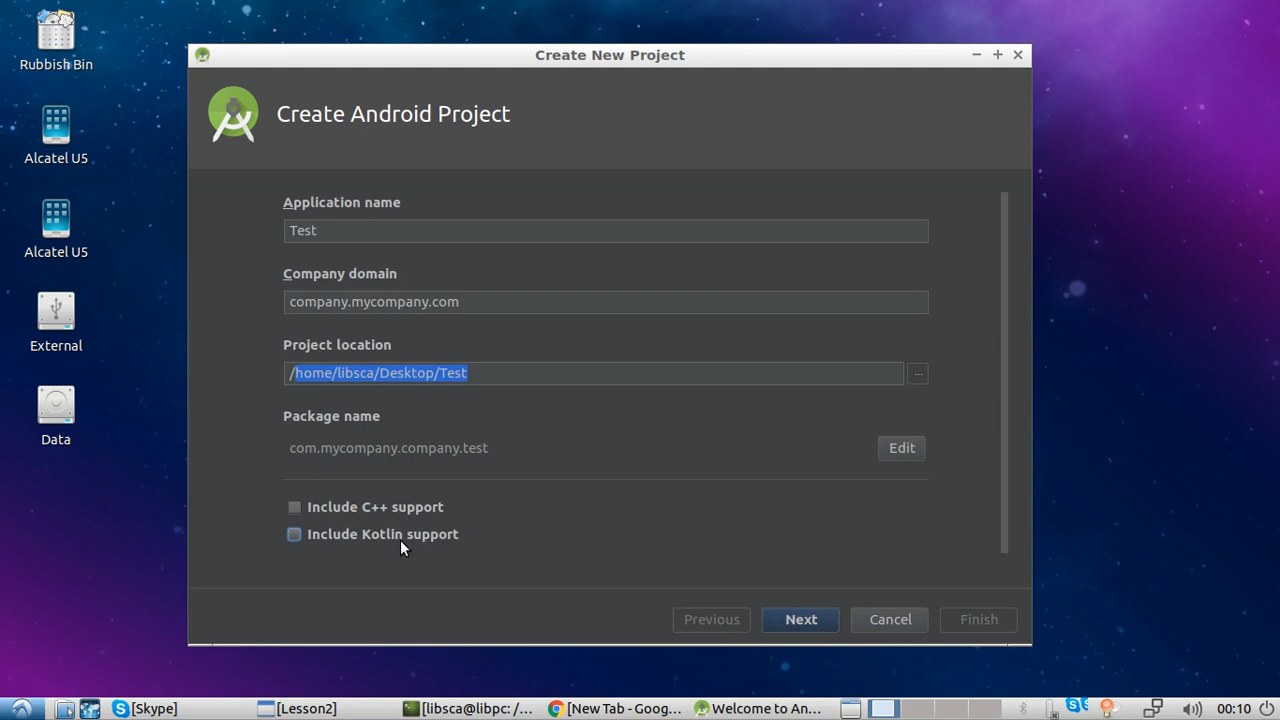 Rubbish Bin
Alcatel U5
Alcatel U5
External
Data
Create New Project
Create Android Project
Application name
Test
Company domain
company.mycompany.com
Project location
/home/libsca/Desktop/Test
...
Package name
com.mycompany.company.test
Edit
Include C++ support
Include Kotlin support
Previous
Next
Cancel
Finish
[Skype]
[Lesson2]
[libsca@libpc: /...
[New Tab - Goog...
Welcome to An...
00:10